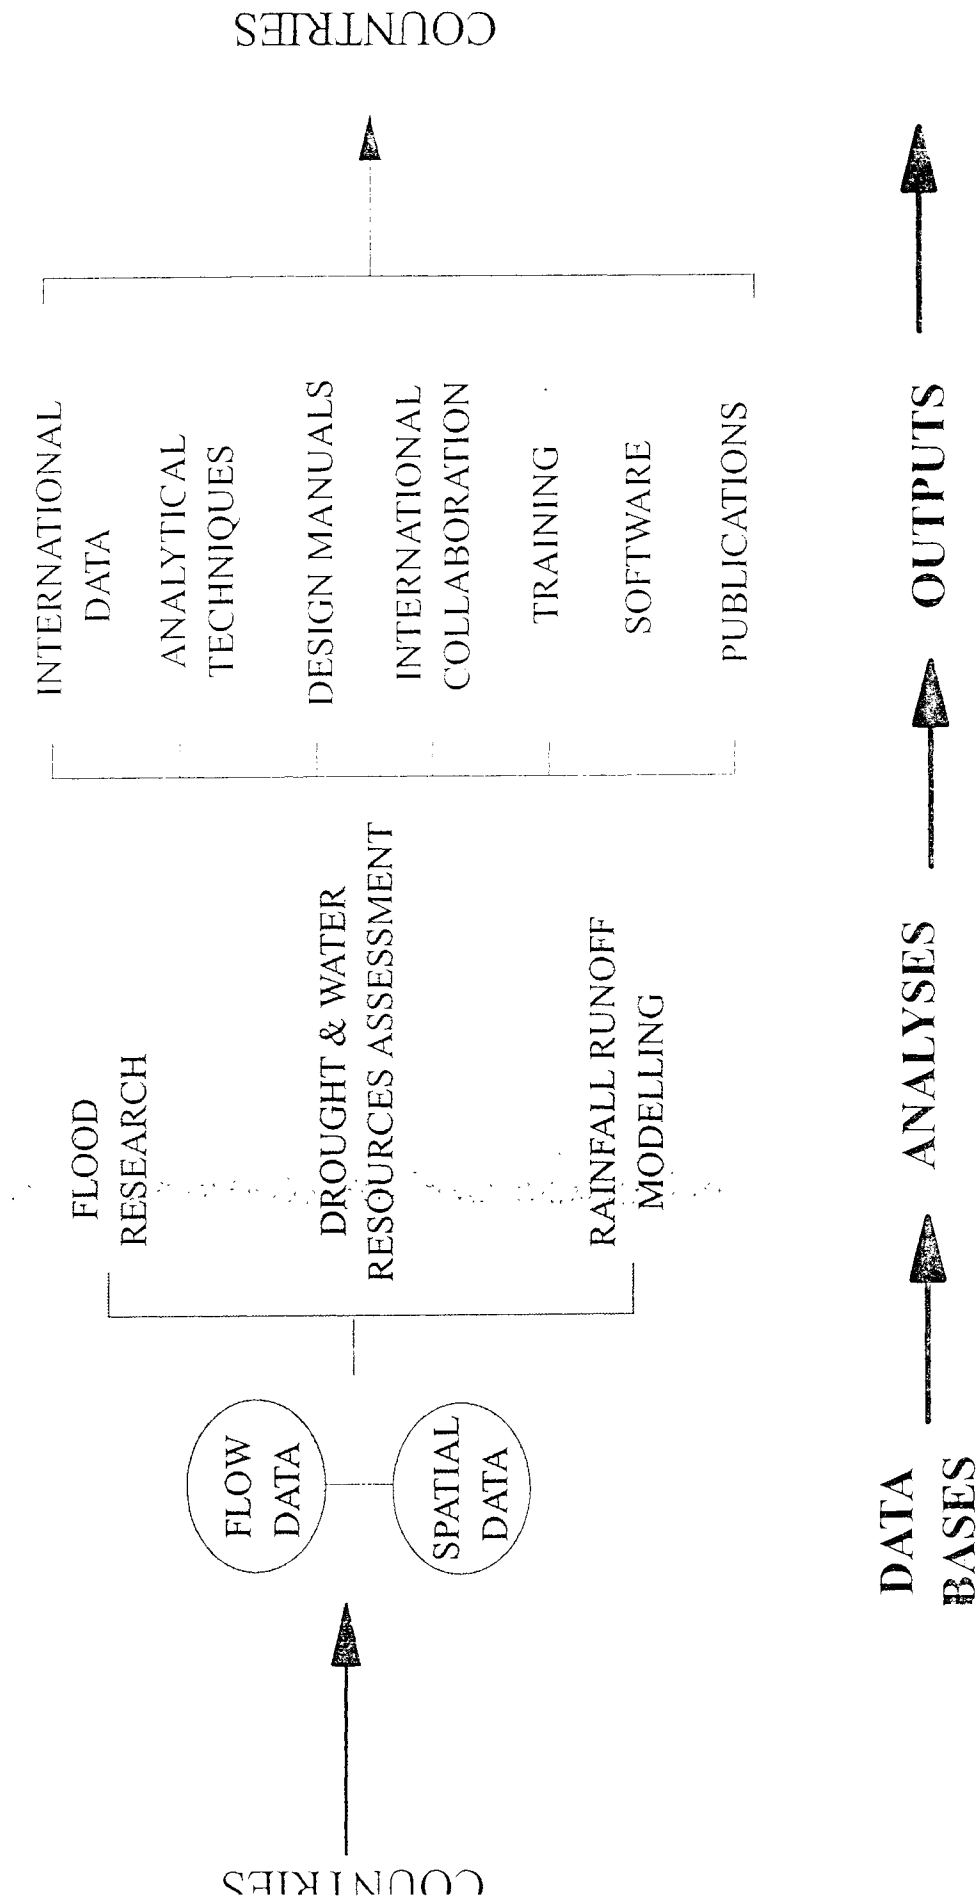 COUNTRIES
FLOW
DATA
SPATIAL
DATA
FLOOD
RESEARCH
DROUGHT & WATER
RESOURCES ASSESSMENT
RAINFALL RUNOFF
MODELLING
INTERNATIONAL
DATA
ANALYTICAL
TECHNIQUES
DESIGN MANUALS
INTERNATIONAL
COLLABORATION
TRAINING
SOFTWARE
PUBLICATIONS
COUNTRIES
DATA
BASES
ANALYSES
OUTPUTS